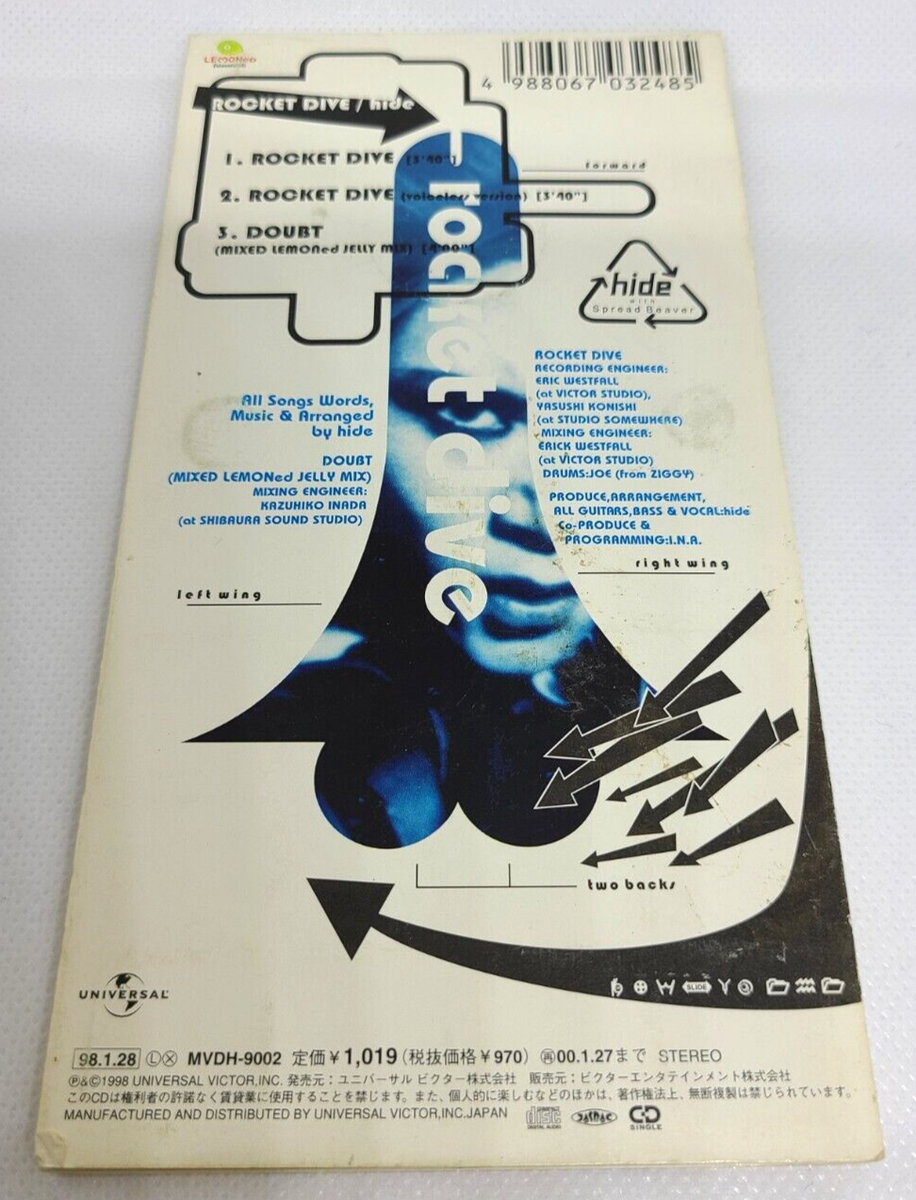 LEMONed
4 988067 032485
ROCKET DIVE / hide
1. ROCKET DIVE [3'40"]
2. ROCKET DIVE (voiceless version) [3'40"]
3. DOUBT
(MIXED LEMONed JELLY MIX) [4'00"]
forward
rocket dive
hide
with
Spread Beaver
All Songs Words,
Music & Arranged
by hide
DOUBT
(MIXED LEMONed JELLY MIX)
MIXING ENGINEER:
KAZUHIKO INADA
(at SHIBAURA SOUND STUDIO)
left wing
ROCKET DIVE
RECORDING ENGINEER:
ERIC WESTFALL
(at VICTOR STUDIO),
YASUSHI KONISHI
(at STUDIO SOMEWHERE)
MIXING ENGINEER:
ERICK WESTFALL
(at VICTOR STUDIO)
DRUMS:JOE (from ZIGGY)
PRODUCE,ARRANGEMENT,
ALL GUITARS,BASS & VOCAL:hide
Co-PRODUCE &
PROGRAMMING:I.N.A.
right wing
two backs
SLIDE
UNIVERSAL
98.1.28 Ⓛ MVDH-9002 定価¥1,019(税抜価格¥970) ㊢00.1.27まで STEREO
Ⓟ&©1998 UNIVERSAL VICTOR,INC. 発売元:ユニバーサル ビクター株式会社 販売元:ビクターエンタテインメント株式会社
このCDは権利者の許諾なく賃貸業に使用することを禁じます。また、個人的に楽しむなどのほかは、著作権法上、無断複製は禁じられています。
MANUFACTURED AND DISTRIBUTED BY UNIVERSAL VICTOR,INC.JAPAN
COMPACT disc DIGITAL AUDIO JASRAC CD SINGLE